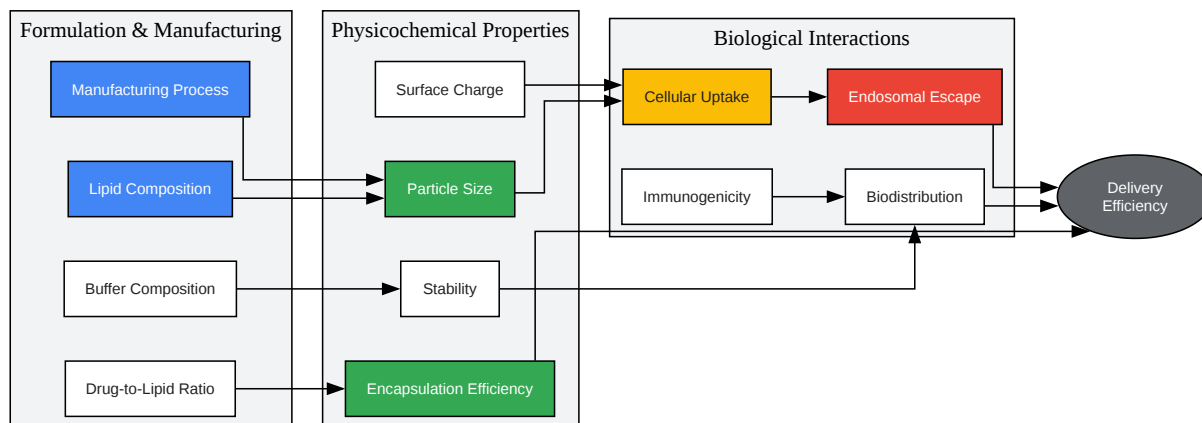 Formulation & Manufacturing
Manufacturing Process
Lipid Composition
Buffer Composition
Drug-to-Lipid Ratio
Physicochemical Properties
Surface Charge
Particle Size
Stability
Encapsulation Efficiency
Biological Interactions
Cellular Uptake
Endosomal Escape
Immunogenicity
Biodistribution
Delivery
Efficiency